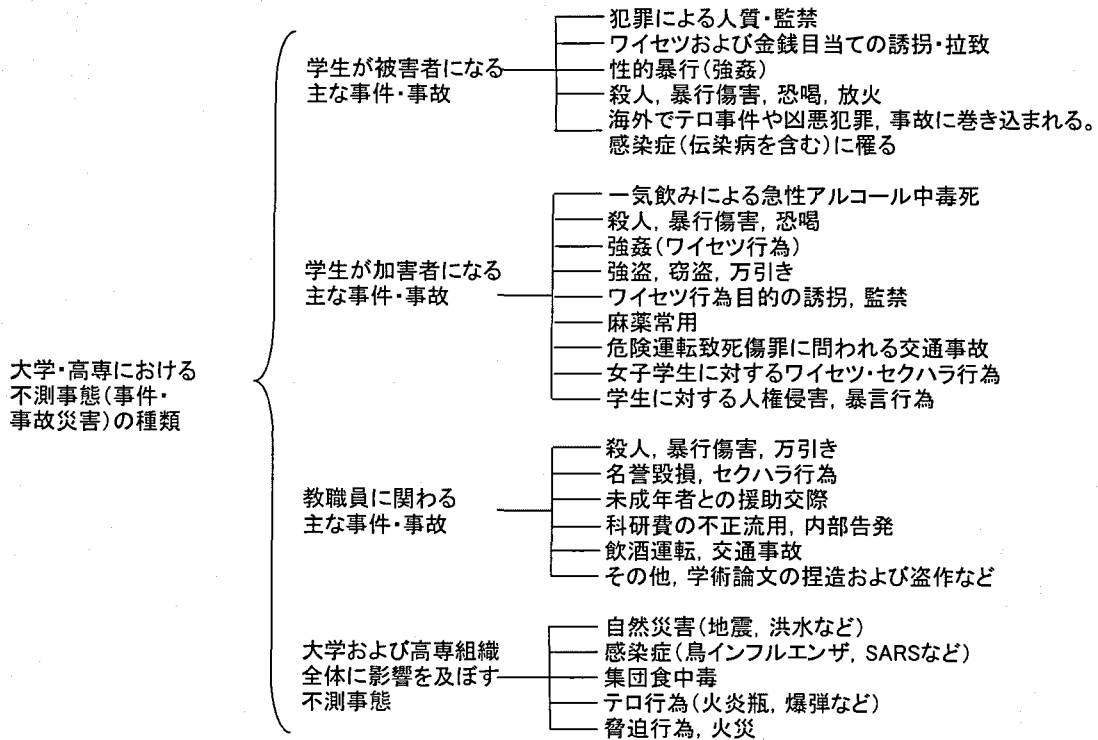 大学・高専における
不測事態(事件・
事故災害)の種類
学生が被害者になる
主な事件・事故
犯罪による人質・監禁
ワイセツおよび金銭目当ての誘拐・拉致
性的暴行(強姦)
殺人, 暴行傷害, 恐喝, 放火
海外でテロ事件や凶悪犯罪, 事故に巻き込まれる。
感染症(伝染病を含む)に罹る
学生が加害者になる
主な事件・事故
一気飲みによる急性アルコール中毒死
殺人, 暴行傷害, 恐喝
強姦(ワイセツ行為)
強盗, 窃盗, 万引き
ワイセツ行為目的の誘拐, 監禁
麻薬常用
危険運転致死傷罪に問われる交通事故
女子学生に対するワイセツ・セクハラ行為
学生に対する人権侵害, 暴言行為
教職員に関わる
主な事件・事故
殺人, 暴行傷害, 万引き
名誉毀損, セクハラ行為
未成年者との援助交際
科研費の不正流用, 内部告発
飲酒運転, 交通事故
その他, 学術論文の捏造および盗作など
大学および高専組織
全体に影響を及ぼす
不測事態
自然災害(地震, 洪水など)
感染症(鳥インフルエンザ, SARSなど)
集団食中毒
テロ行為(火炎瓶, 爆弾など)
脅迫行為, 火災